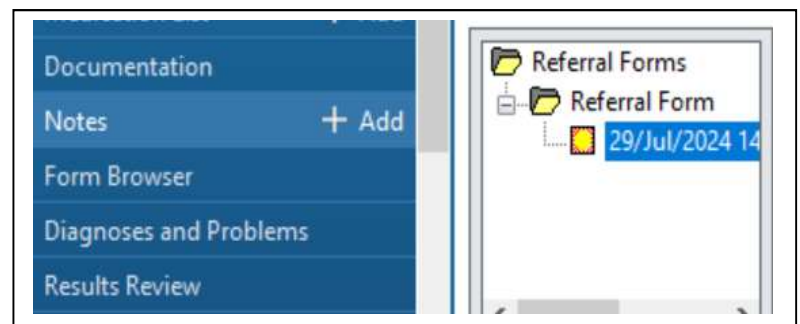 Documentation
Notes + Add
Form Browser
Diagnoses and Problems
Results Review
Referral Forms
Referral Form
29/Jul/2024 14